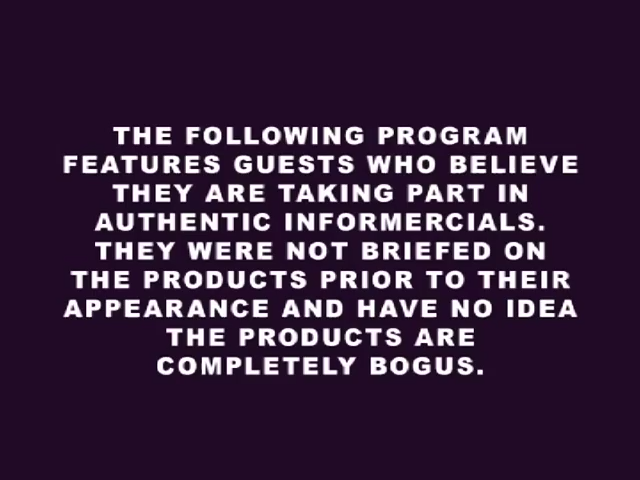 THE FOLLOWING PROGRAM
FEATURES GUESTS WHO BELIEVE
THEY ARE TAKING PART IN
AUTHENTIC INFORMERCIALS.
THEY WERE NOT BRIEFED ON
THE PRODUCTS PRIOR TO THEIR
APPEARANCE AND HAVE NO IDEA
THE PRODUCTS ARE
COMPLETELY BOGUS.